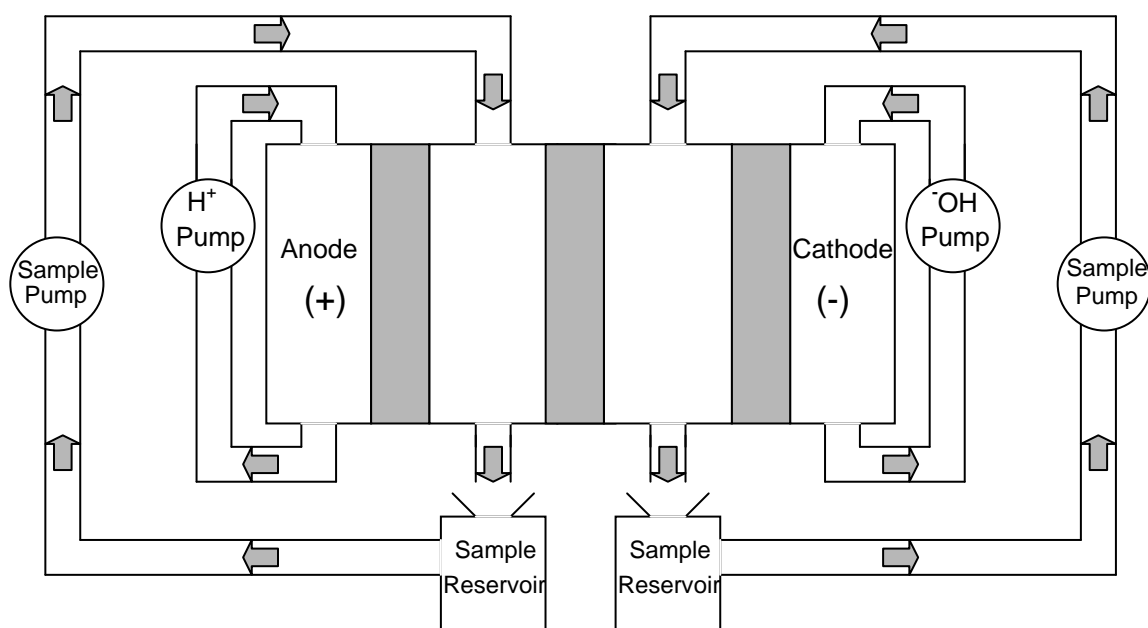 H⁺
Pump
⁻OH
Pump
Anode
(+)
Cathode
(-)
Sample
Pump
Sample
Pump
Sample
Reservoir
Sample
Reservoir